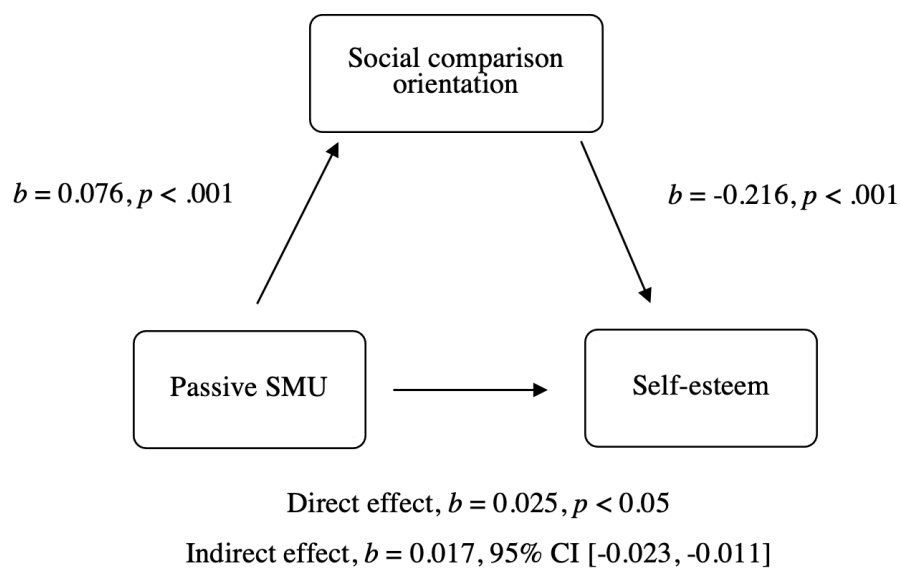 Social comparison
orientation
b = 0.076, p < .001
b = -0.216, p < .001
Passive SMU
Self-esteem
Direct effect, b = 0.025, p < 0.05
Indirect effect, b = 0.017, 95% CI [-0.023, -0.011]